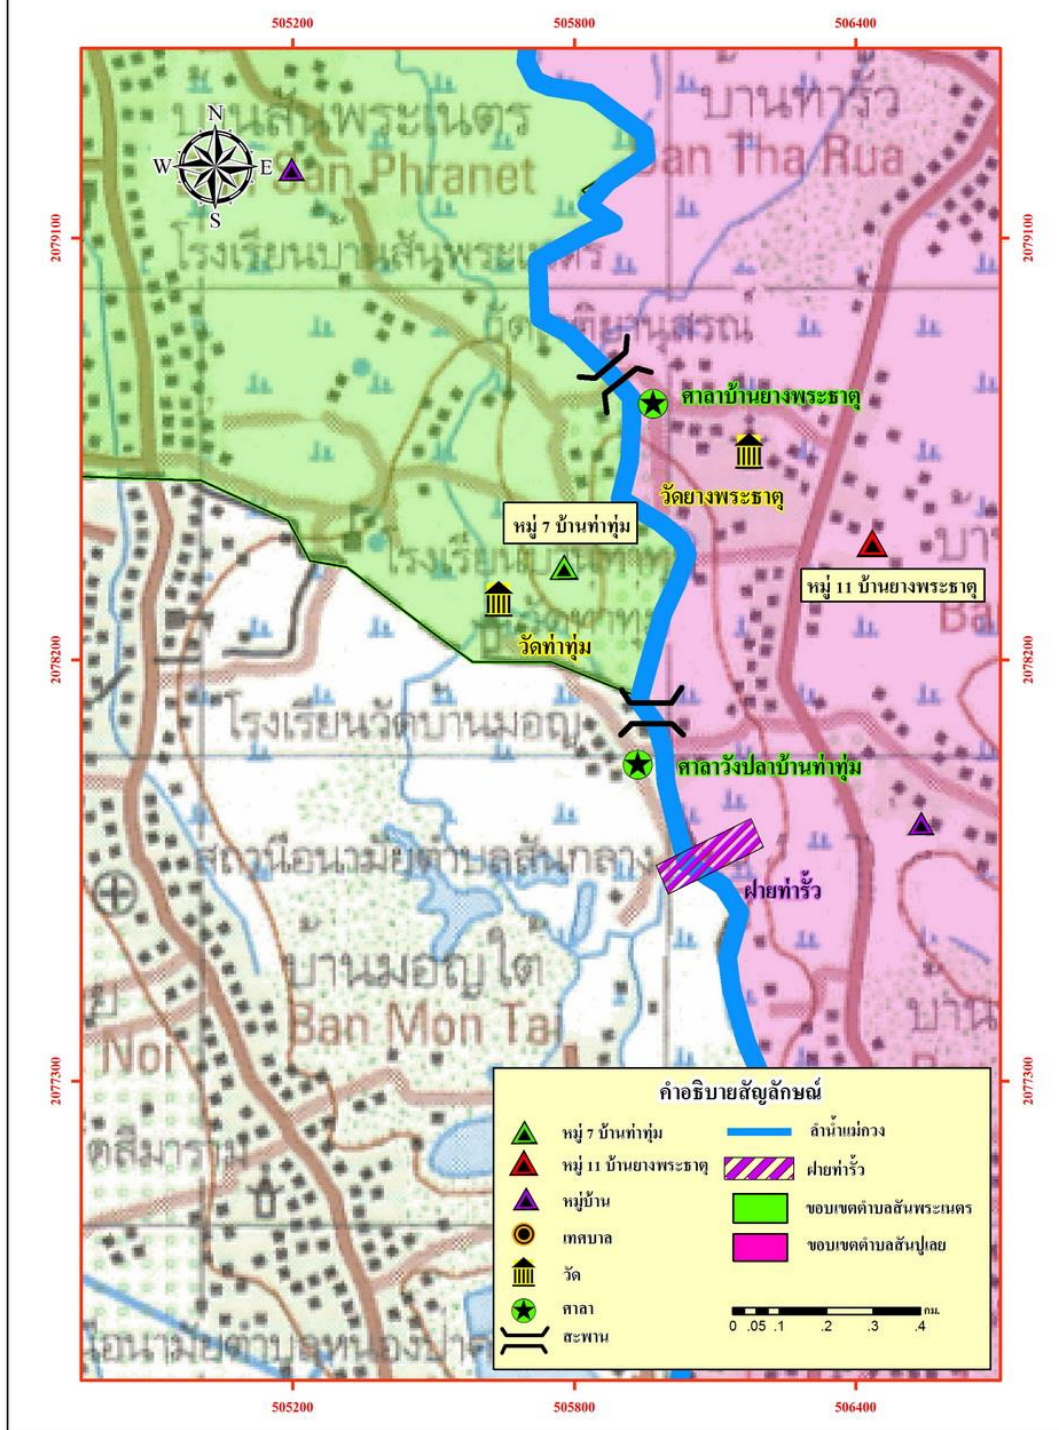 505200
505800
506400
บ้านสันพระเนตร
San Phranet
N
W
E
S
บ้านท่ารั้ว
Ban Tha Rua
2079100
2079100
โรงเรียนบ้านสันพระเนตร
ศาลาบ้านยางพระธาตุ
วัดยางพระธาตุ
หมู่ 7 บ้านท่าทุ่ม
หมู่ 11 บ้านยางพระธาตุ
วัดท่าทุ่ม
2078200
2078200
โรงเรียนวัดบ้านมอญ
ศาลาวังปลาบ้านท่าทุ่ม
สถานีอนามัยตำบลสันกลาง
ฝายท่ารั้ว
บ้านมอญใต้
Ban Mon Tai
Noi
บ้าน
2077300
2077300
คำอธิบายสัญลักษณ์
หมู่ 7 บ้านท่าทุ่ม
หมู่ 11 บ้านยางพระธาตุ
หมู่บ้าน
เทศบาล
วัด
ศาลา
สะพาน
ลำน้ำแม่กวง
ฝายท่ารั้ว
ขอบเขตตำบลสันพระเนตร
ขอบเขตตำบลสันปูเลย
กม.
0 .05 .1 .2 .3 .4
505200
505800
506400